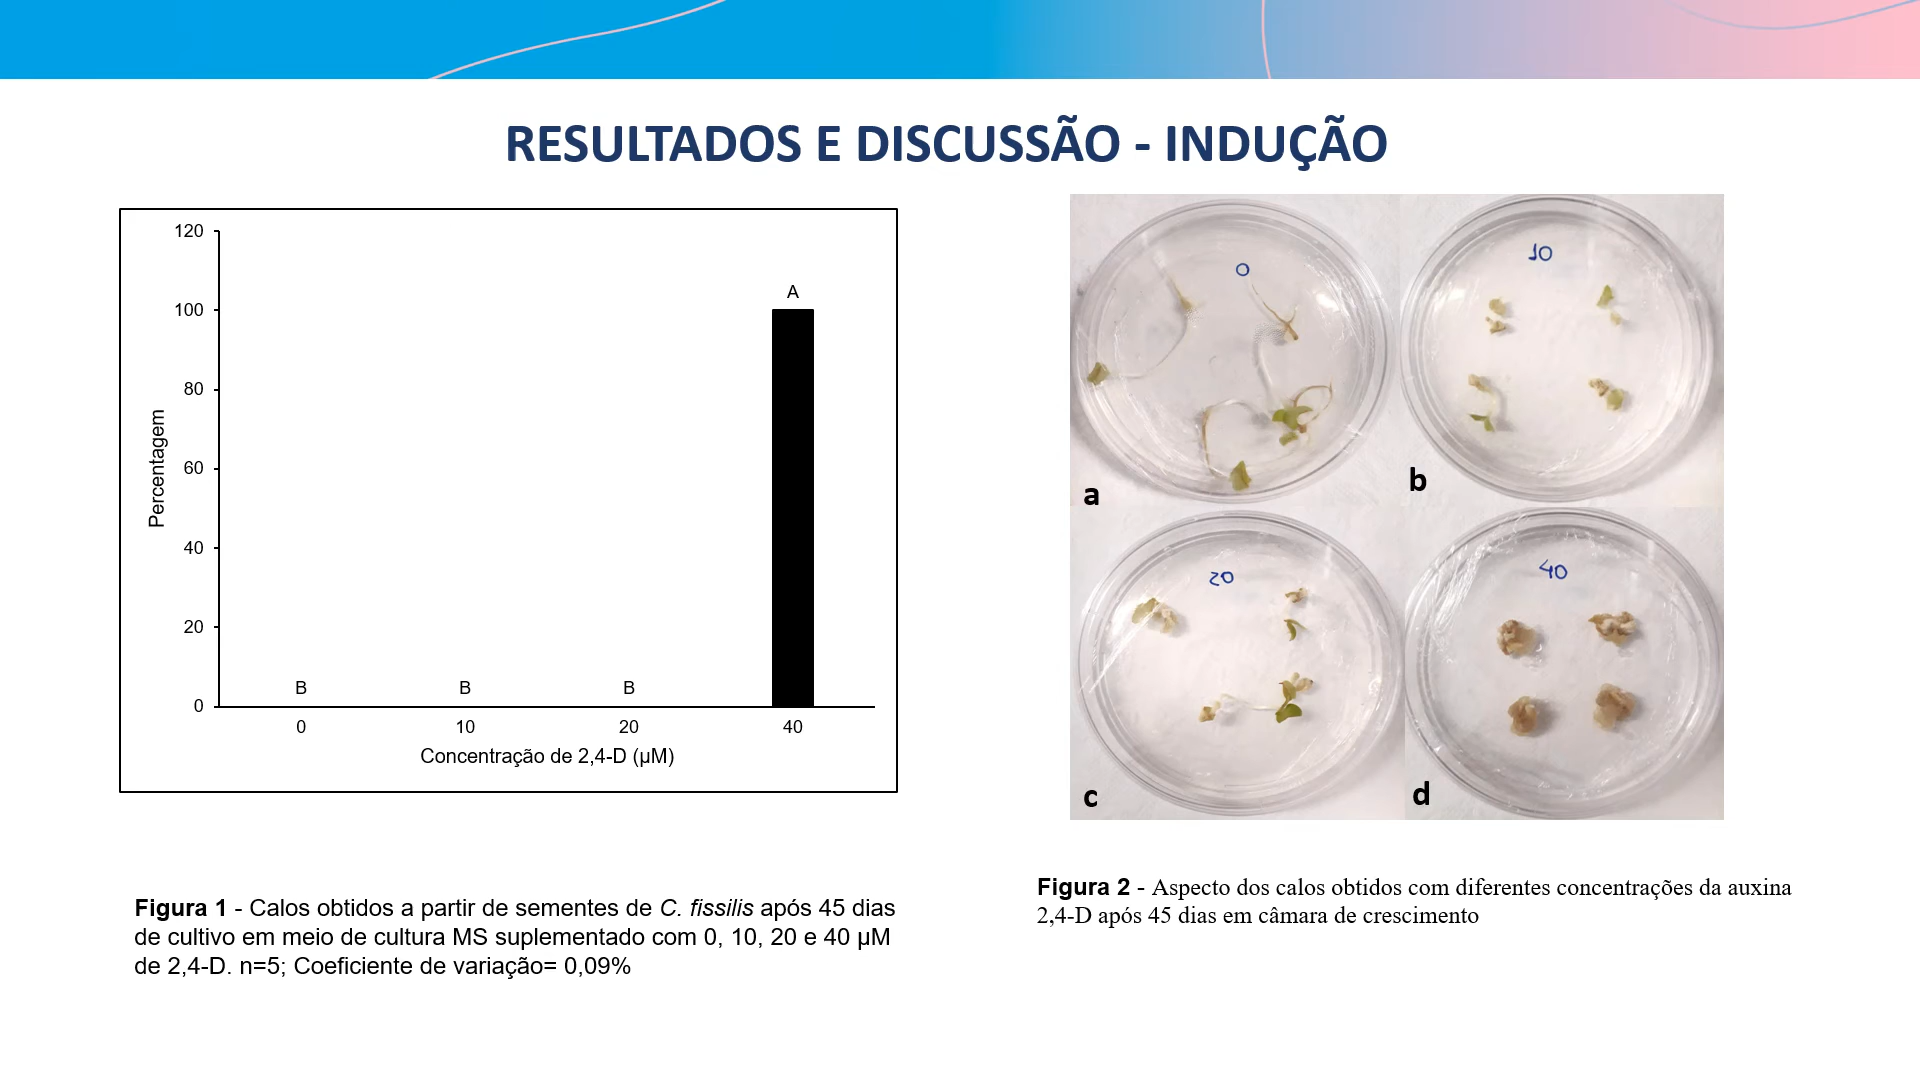 RESULTADOS E DISCUSSÃO - INDUÇÃO
120
100
80
60
40
20
0
Percentagem
B
B
B
A
0
10
20
40
Concentração de 2,4-D (µM)
0
10
a
b
20
40
c
d
Figura 1 - Calos obtidos a partir de sementes de C. fissilis após 45 dias
de cultivo em meio de cultura MS suplementado com 0, 10, 20 e 40 µM
de 2,4-D. n=5; Coeficiente de variação= 0,09%
Figura 2 - Aspecto dos calos obtidos com diferentes concentrações da auxina
2,4-D após 45 dias em câmara de crescimento